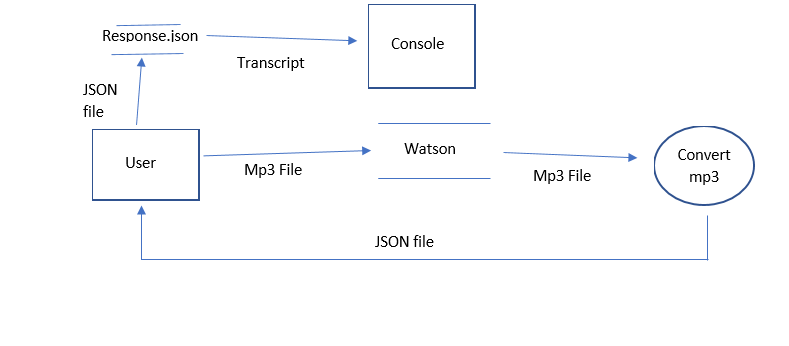 Response.json
Console
Transcript
JSON
file
User
Mp3 File
Watson
Mp3 File
Convert
mp3
JSON file